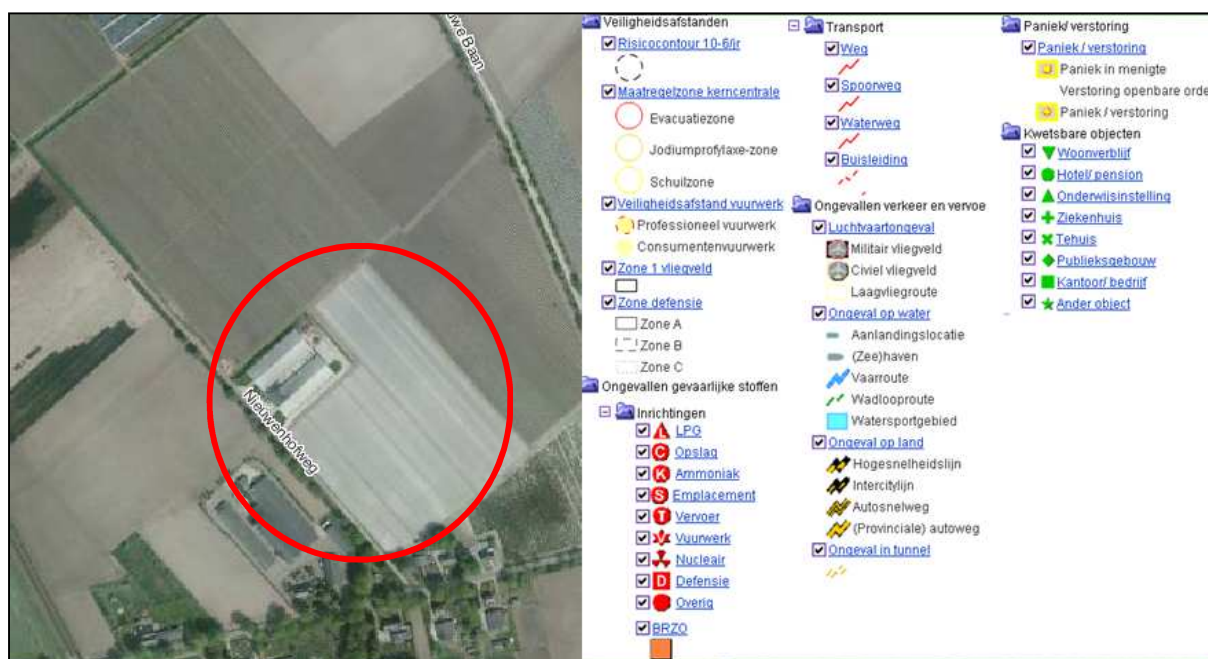 uwe Baan
Nieuwenhofweg
Veiligheidsafstanden
Risicocontour 10-6/jr
Maatregelzone kerncentrale
Evacuatiezone
Jodiumprofylaxe-zone
Schuilzone
Veiligheidsafstand vuurwerk
Professioneel vuurwerk
Consumentenvuurwerk
Zone 1 vliegveld
Zone defensie
Zone A
Zone B
Zone C
Ongevallen gevaarlijke stoffen
Inrichtingen
L LPG
C Opslag
K Ammoniak
S Emplacement
T Vervoer
V Vuurwerk
Nucleair
D Defensie
Overig
BRZO
Transport
Weg
Spoorweg
Waterweg
Buisleiding
Ongevallen verkeer en vervoe
Luchtvaartongeval
Militair vliegveld
Civiel vliegveld
Laagvliegroute
Ongeval op water
Aanlandingslocatie
(Zee)haven
Vaarroute
Wadlooproute
Watersportgebied
Ongeval op land
Hogesnelheidslijn
Intercitylijn
Autosnelweg
(Provinciale) autoweg
Ongeval in tunnel
Paniek/ verstoring
Paniek / verstoring
Paniek in menigte
Verstoring openbare orde
Paniek / verstoring
Kwetsbare objecten
Woonverblijf
Hotel/ pension
Onderwijsinstelling
Ziekenhuis
Tehuis
Publieksgebouw
Kantoor/ bedrijf
Ander object